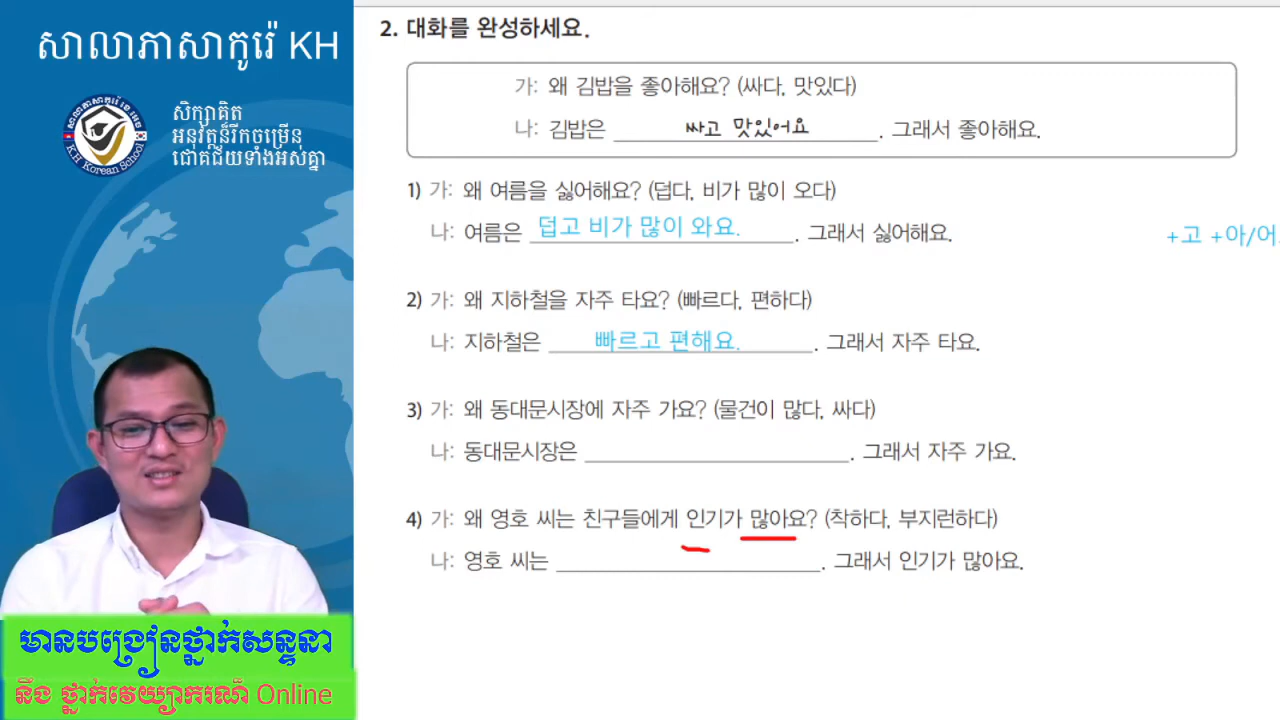 សាលាភាសាកូរ៉េ KH
សាលាភាសាកូរ៉េ ខេ អេច
K.H Korean School
សិក្សាគិត
អនុវត្តន៍រីកចម្រើន
ជោគជ័យទាំងអស់គ្នា
2. 대화를 완성하세요.
가: 왜 김밥을 좋아해요? (싸다, 맛있다)
나: 김밥은 싸고 맛있어요. 그래서 좋아해요.
1) 가: 왜 여름을 싫어해요? (덥다, 비가 많이 오다)
나: 여름은 덥고 비가 많이 와요. . 그래서 싫어해요.
+고 +아/어
2) 가: 왜 지하철을 자주 타요? (빠르다, 편하다)
나: 지하철은 빠르고 편해요. . 그래서 자주 타요.
3) 가: 왜 동대문시장에 자주 가요? (물건이 많다, 싸다)
나: 동대문시장은 . 그래서 자주 가요.
4) 가: 왜 영호 씨는 친구들에게 인기가 많아요? (착하다, 부지런하다)
나: 영호 씨는 . 그래서 인기가 많아요.
មានបង្រៀនថ្នាក់សន្ទនា
នឹង ថ្នាក់វេយ្យាករណ៍ Online